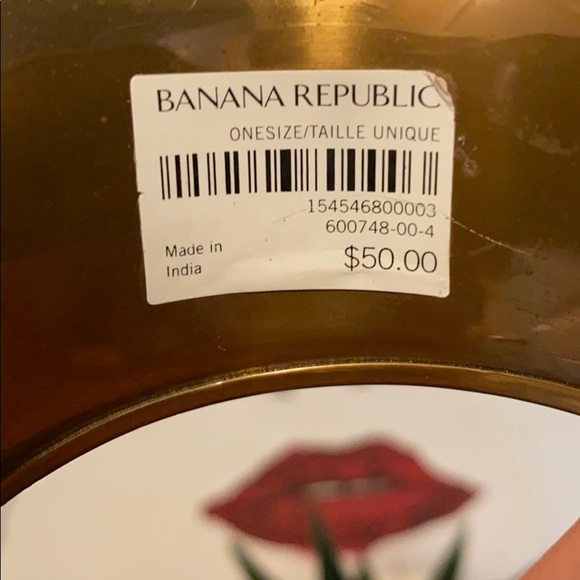 BANANA REPUBLIC
ONESIZE/TAILLE UNIQUE
154546800003
600748-00-4
Made in
India
$50.00